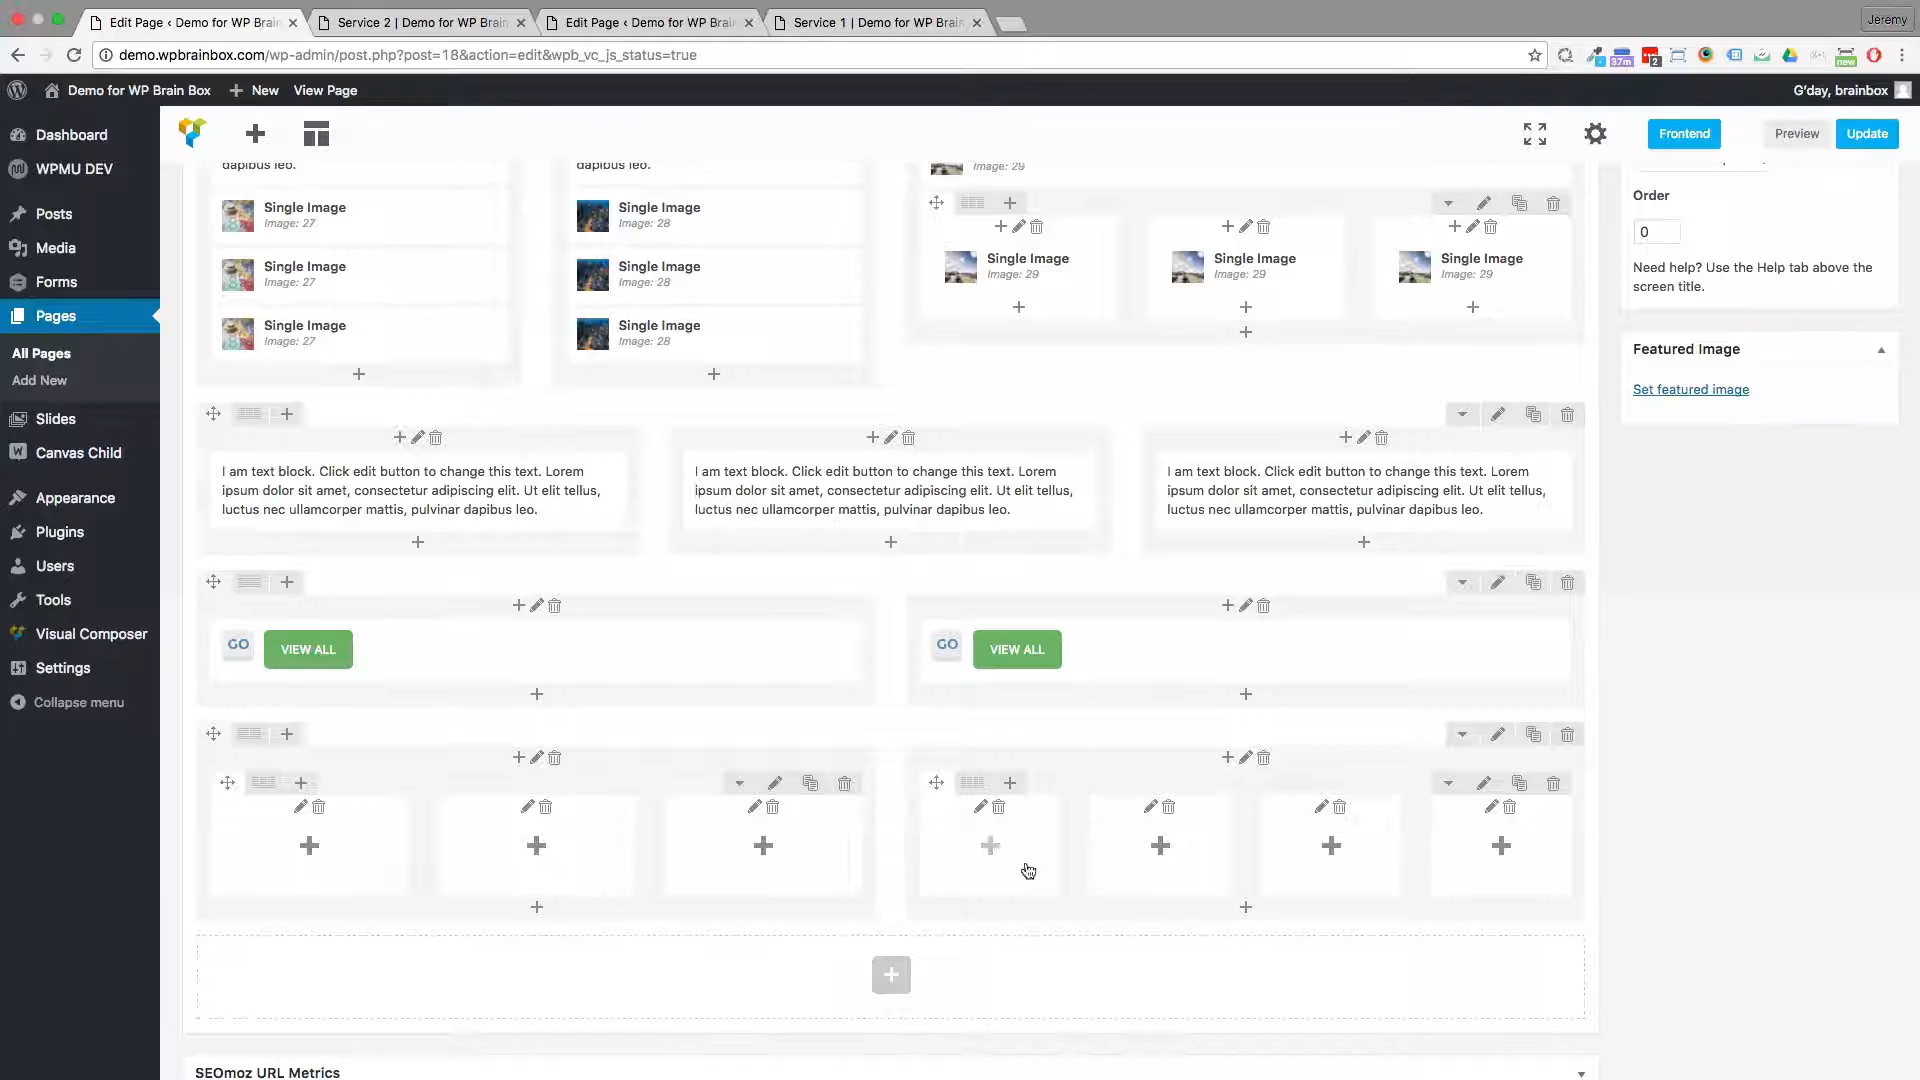 Edit Page ‹ Demo for WP Brain
Service 2 | Demo for WP Brain
Edit Page ‹ Demo for WP Brain
Service 1 | Demo for WP Brain
Jeremy
demo.wpbrainbox.com/wp-admin/post.php?post=18&action=edit&wpb_vc_js_status=true
37m
2
new
Demo for WP Brain Box
New
View Page
G'day, brainbox
Dashboard
WPMU DEV
Posts
Media
Forms
Pages
All Pages
Add New
Slides
Canvas Child
Appearance
Plugins
Users
Tools
Visual Composer
Settings
Collapse menu
Frontend
Preview
Update
dapibus leo.
dapibus leo.
Image: 29
Single Image
Image: 27
Single Image
Image: 28
Single Image
Image: 27
Single Image
Image: 28
Single Image
Image: 27
Single Image
Image: 28
Single Image
Image: 29
Single Image
Image: 29
Single Image
Image: 29
I am text block. Click edit button to change this text. Lorem
ipsum dolor sit amet, consectetur adipiscing elit. Ut elit tellus,
luctus nec ullamcorper mattis, pulvinar dapibus leo.
I am text block. Click edit button to change this text. Lorem
ipsum dolor sit amet, consectetur adipiscing elit. Ut elit tellus,
luctus nec ullamcorper mattis, pulvinar dapibus leo.
I am text block. Click edit button to change this text. Lorem
ipsum dolor sit amet, consectetur adipiscing elit. Ut elit tellus,
luctus nec ullamcorper mattis, pulvinar dapibus leo.
GO
VIEW ALL
GO
VIEW ALL
Order
0
Need help? Use the Help tab above the
screen title.
Featured Image
Set featured image
SEOmoz URL Metrics